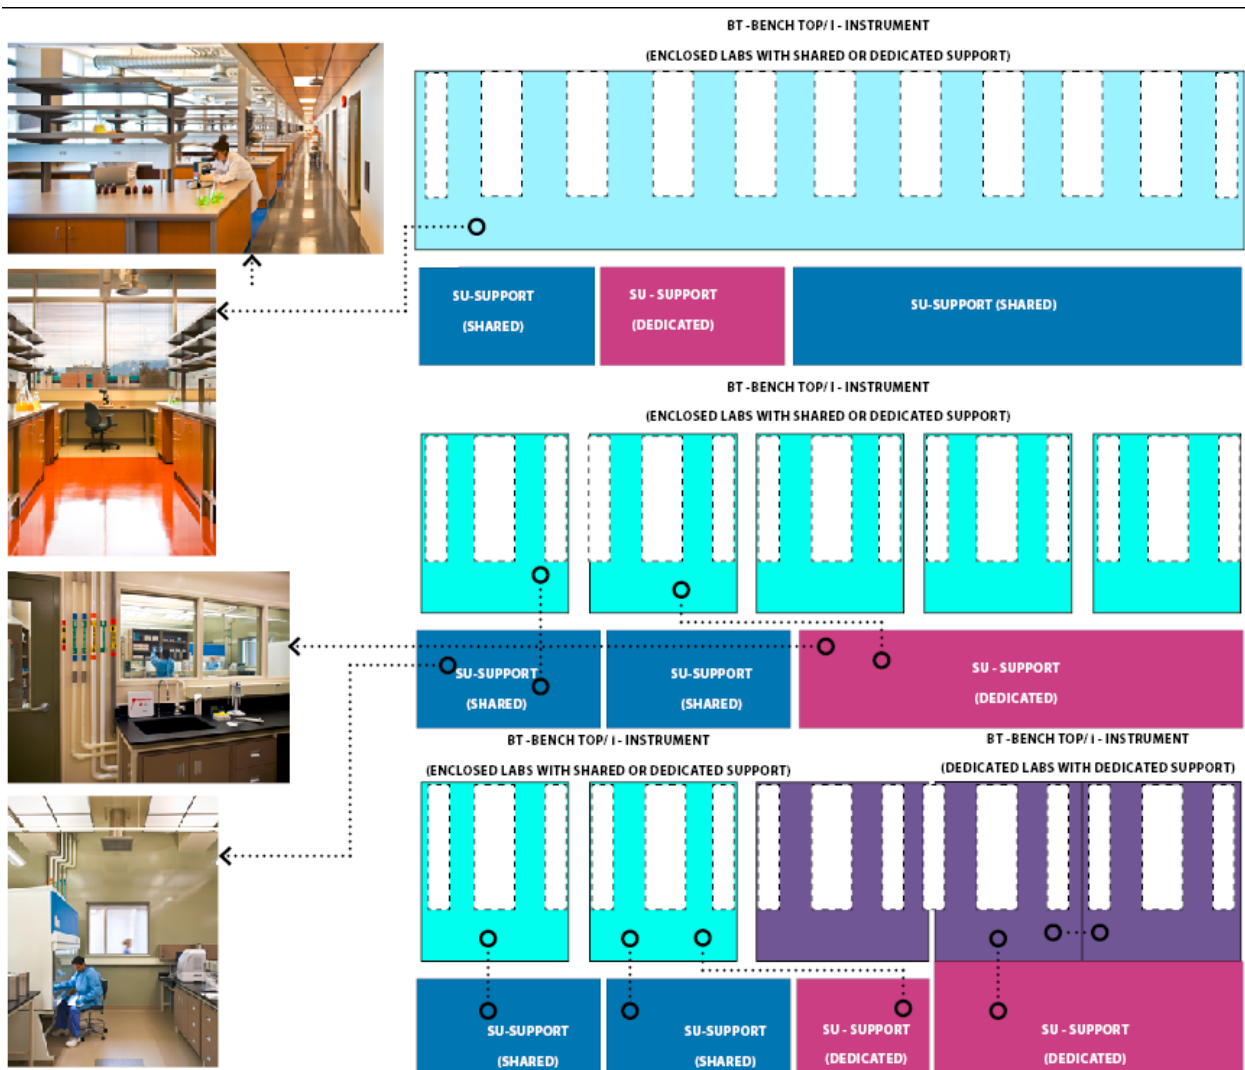 BT -BENCH TOP/ I - INSTRUMENT
(ENCLOSED LABS WITH SHARED OR DEDICATED SUPPORT)
SU-SUPPORT
(SHARED)
SU - SUPPORT
(DEDICATED)
SU-SUPPORT (SHARED)
BT -BENCH TOP/ I - INSTRUMENT
(ENCLOSED LABS WITH SHARED OR DEDICATED SUPPORT)
SU-SUPPORT
(SHARED)
SU-SUPPORT
(SHARED)
SU - SUPPORT
(DEDICATED)
BT -BENCH TOP/ I - INSTRUMENT
(ENCLOSED LABS WITH SHARED OR DEDICATED SUPPORT)
BT -BENCH TOP/ I - INSTRUMENT
(DEDICATED LABS WITH DEDICATED SUPPORT)
SU-SUPPORT
(SHARED)
SU-SUPPORT
(SHARED)
SU - SUPPORT
(DEDICATED)
SU - SUPPORT
(DEDICATED)